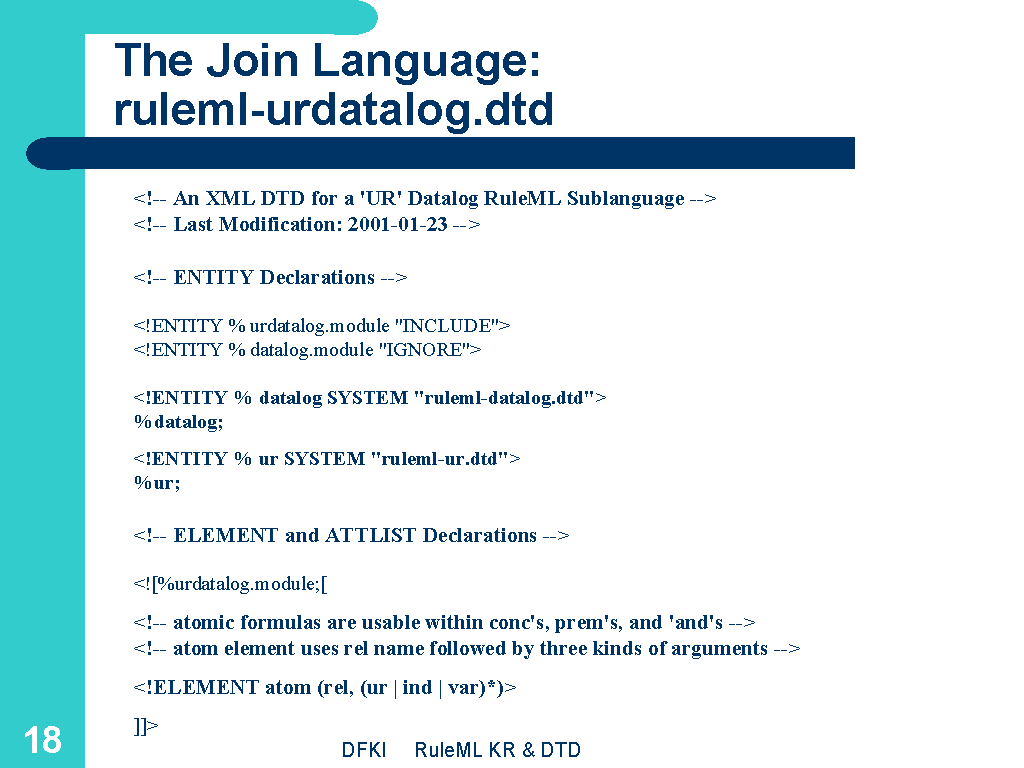 The Join Language:
ruleml-urdatalog.dtd
<!-- An XML DTD for a 'UR' Datalog RuleML Sublanguage -->
<!-- Last Modification: 2001-01-23 -->
<!-- ENTITY Declarations -->
<!ENTITY % urdatalog.module "INCLUDE">
<!ENTITY % datalog.module "IGNORE">
<!ENTITY % datalog SYSTEM "ruleml-datalog.dtd">
%datalog;
<!ENTITY % ur SYSTEM "ruleml-ur.dtd">
%ur;
<!-- ELEMENT and ATTLIST Declarations -->
<![%urdatalog.module;[
<!-- atomic formulas are usable within conc's, prem's, and 'and's -->
<!-- atom element uses rel name followed by three kinds of arguments -->
<!ELEMENT atom (rel, (ur | ind | var)*)>
]]>
18
DFKI RuleML KR & DTD